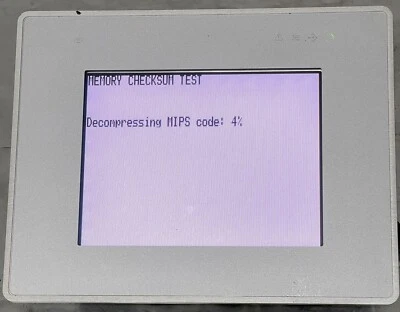 MEMORY CHECKSUM TEST
Decompressing MIPS code: 4%